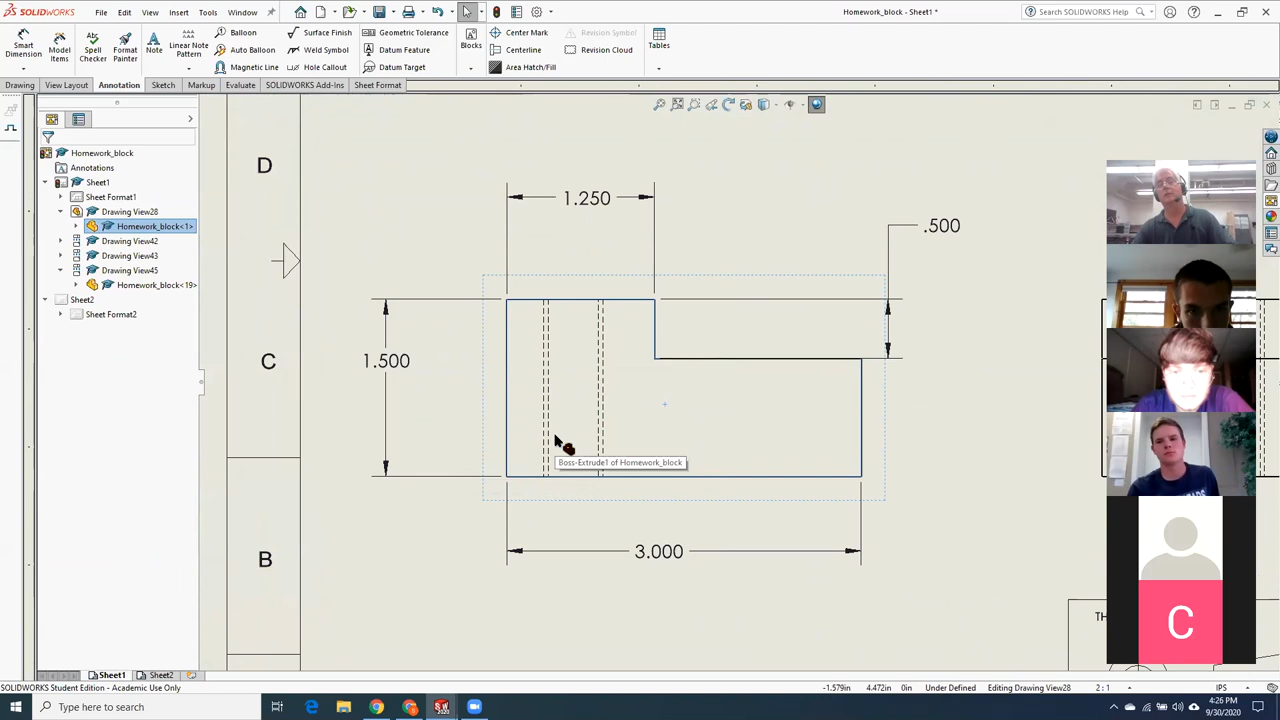 SOLIDWORKS
File Edit View Insert Tools Window
Homework_block - Sheet1 *
Search SOLIDWORKS Help
Smart Dimension
Model Items
Spell Checker
Format Painter
Note
Linear Note Pattern
Balloon
Auto Balloon
Magnetic Line
Surface Finish
Weld Symbol
Hole Callout
Geometric Tolerance
Datum Feature
Datum Target
Blocks
Center Mark
Centerline
Area Hatch/Fill
Revision Symbol
Revision Cloud
Tables
Drawing View Layout Annotation Sketch Markup Evaluate SOLIDWORKS Add-Ins Sheet Format
Homework_block
Annotations
Sheet1
Sheet Format1
Drawing View28
Homework_block<1>
Drawing View42
Drawing View43
Drawing View45
Homework_block<19>
Sheet2
Sheet Format2
D
C
B
1.250
.500
1.500
3.000
Boss-Extrude1 of Homework_block
TH
C
Sheet1 Sheet2
SOLIDWORKS Student Edition - Academic Use Only
-1.579in 4.472in 0in Under Defined Editing Drawing View28 2 : 1 IPS
Type here to search
SW
2020
4:26 PM
9/30/2020